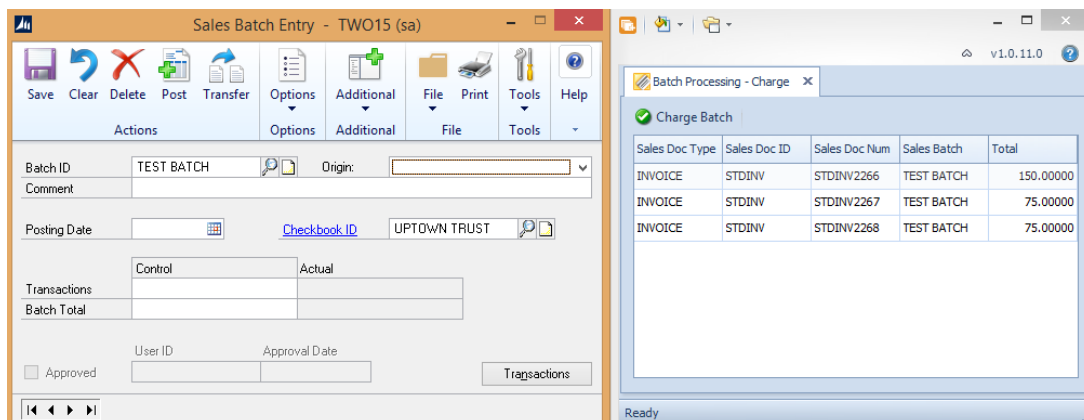 Sales Batch Entry - TWO15 (sa)
Save Clear Delete Post Transfer Options Additional File Print Tools Help
Actions Options Additional File Tools
Batch ID TEST BATCH Origin:
Comment
Posting Date Checkbook ID UPTOWN TRUST
Control Actual
Transactions
Batch Total
User ID Approval Date
Approved Transactions
v1.0.11.0
Batch Processing - Charge
Charge Batch
Sales Doc Type Sales Doc ID Sales Doc Num Sales Batch Total
INVOICE STDINV STDINV2266 TEST BATCH 150.00000
INVOICE STDINV STDINV2267 TEST BATCH 75.00000
INVOICE STDINV STDINV2268 TEST BATCH 75.00000
Ready